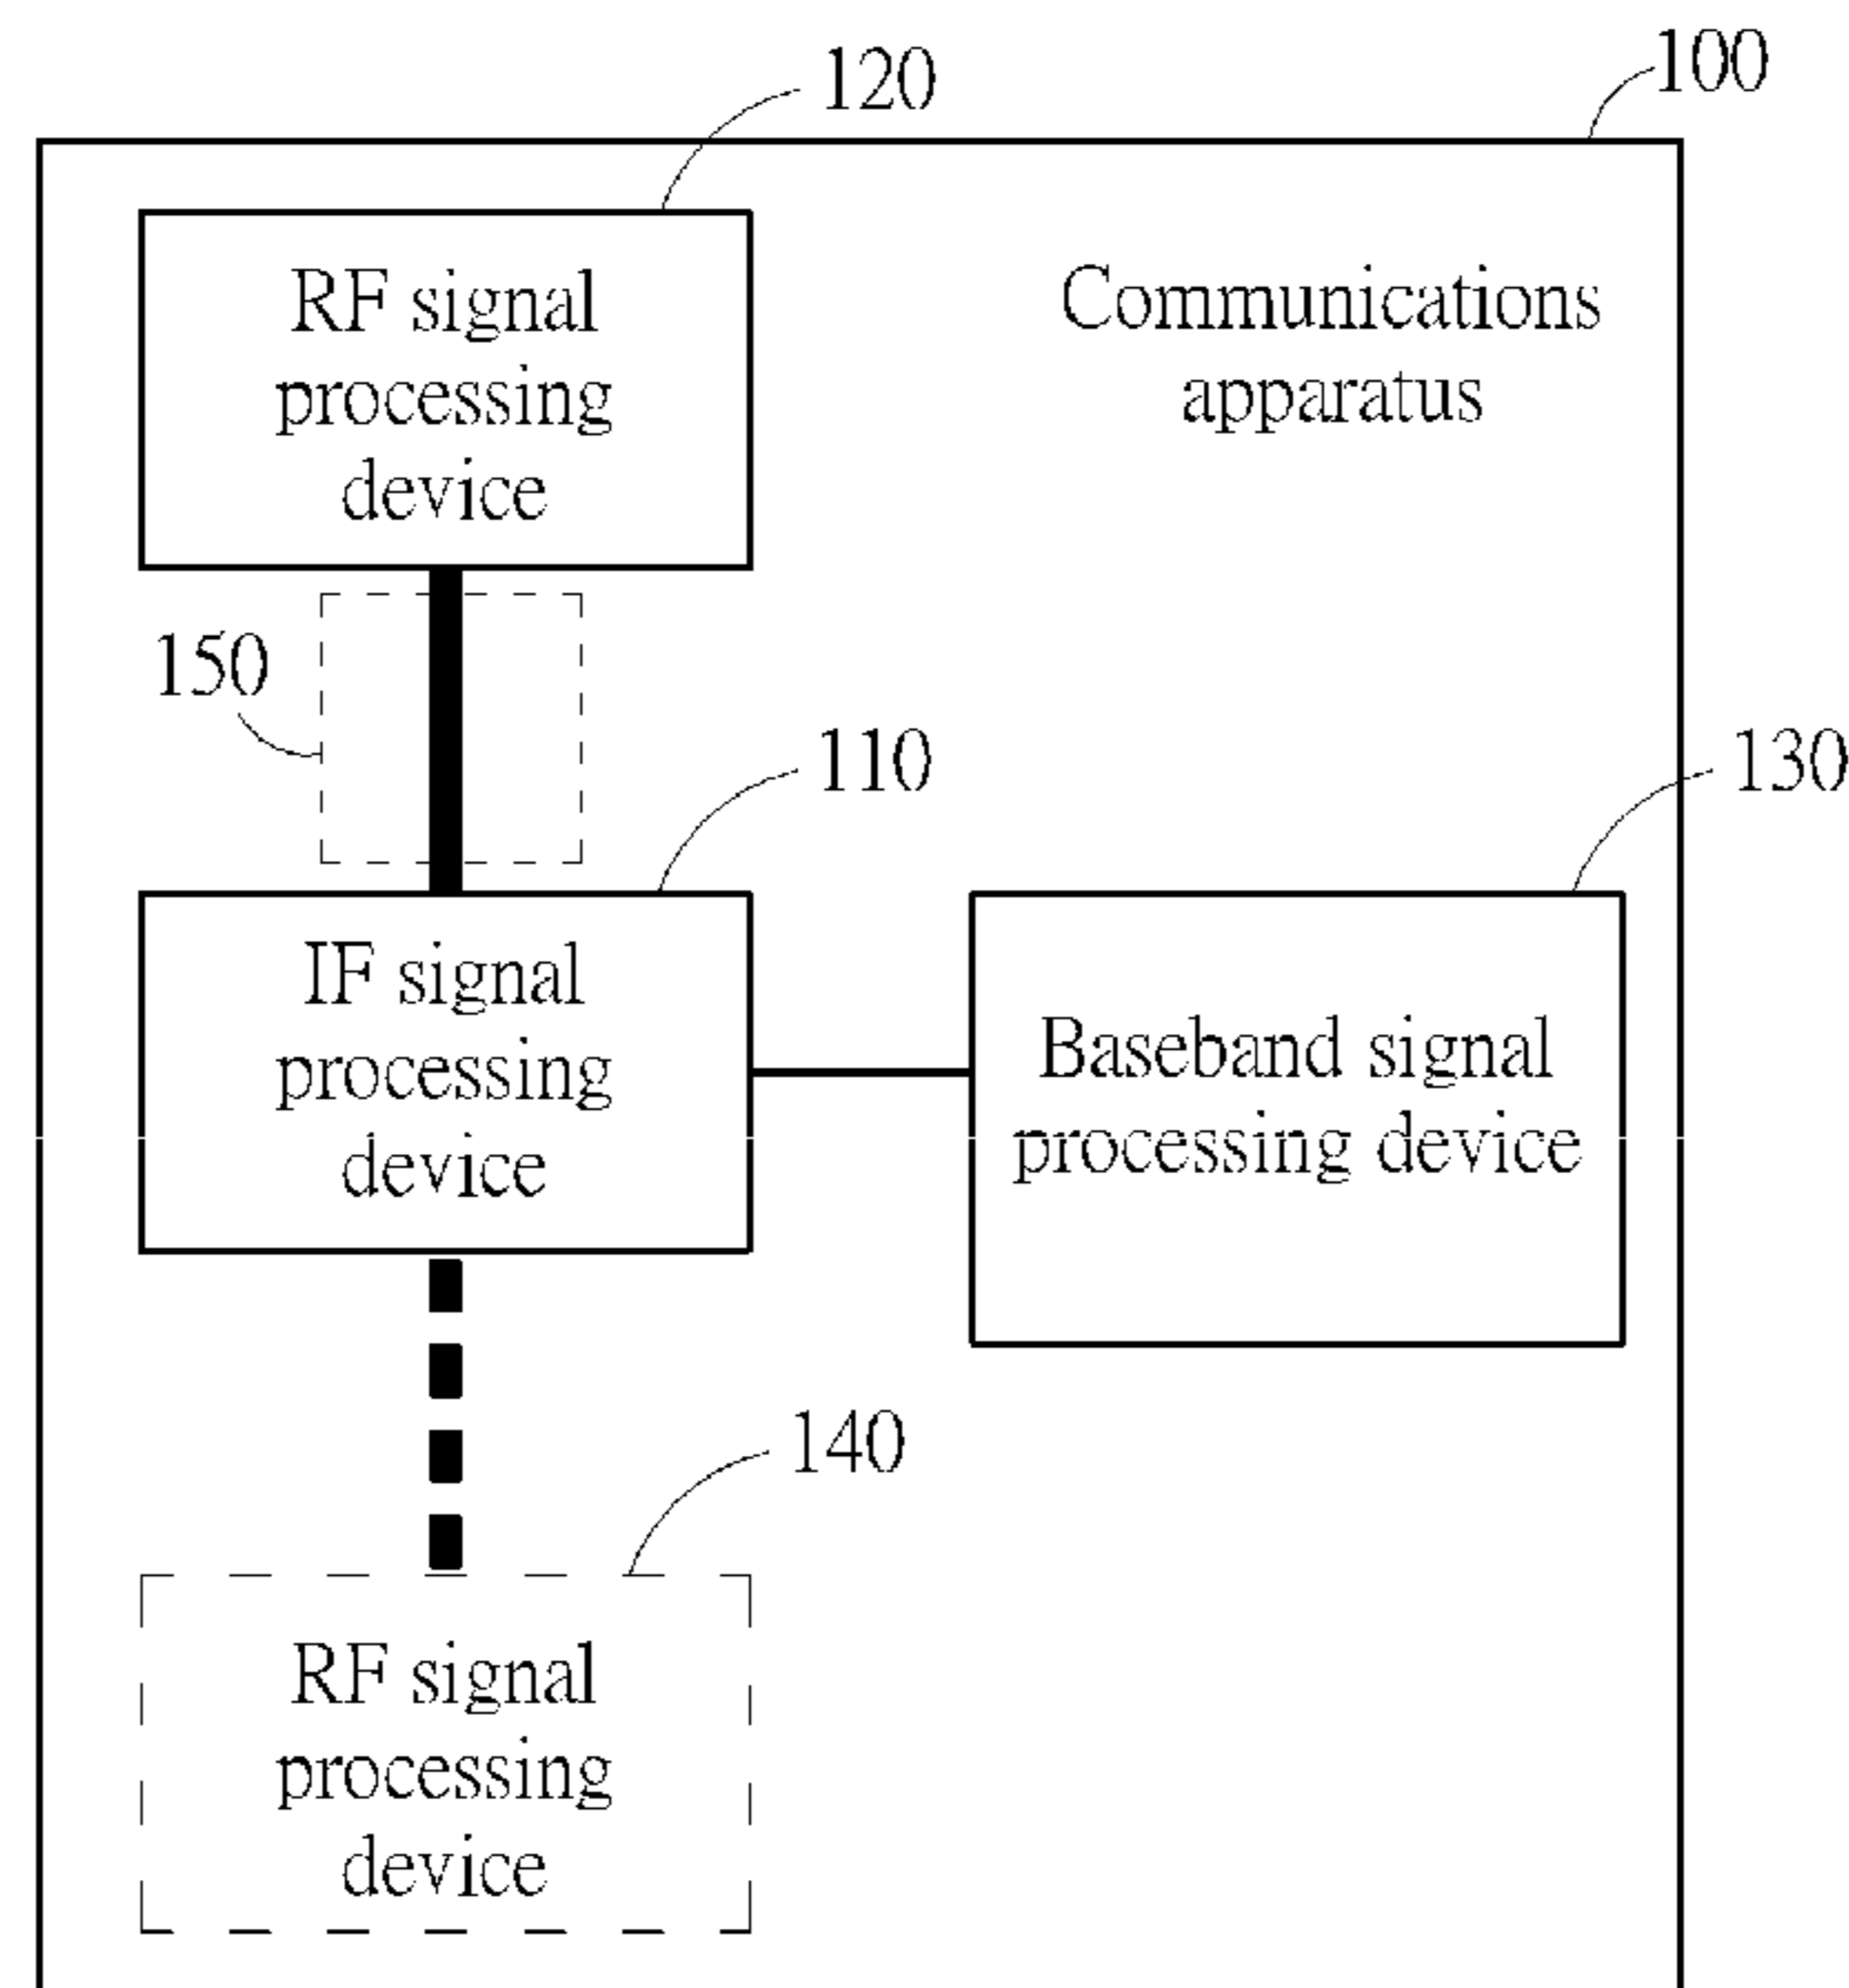 100
120
RF signal
processing
device
Communications
apparatus
150
110
130
IF signal
processing
device
Baseband signal
processing device
140
RF signal
processing
device